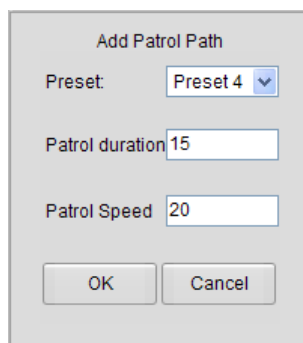 Add Patrol Path
Preset: Preset 4
Patrol duration 15
Patrol Speed 20
OK Cancel